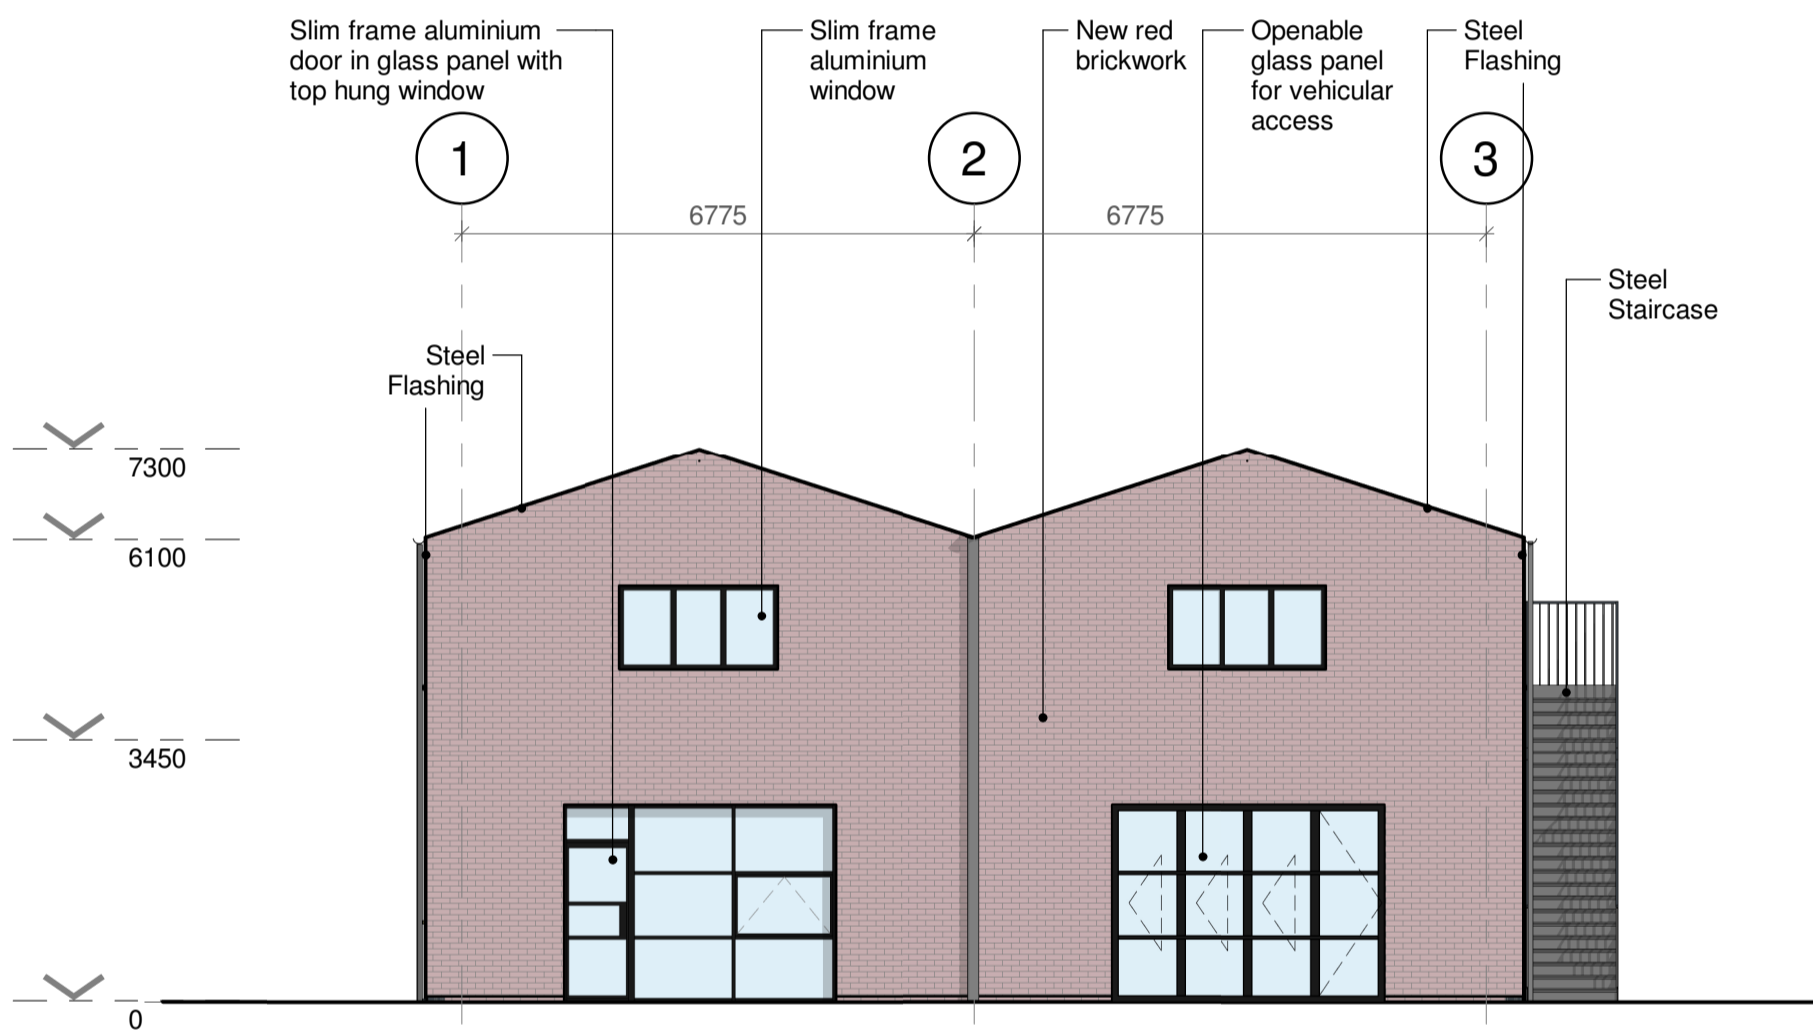 Slim frame aluminium
door in glass panel with
top hung window
Slim frame
aluminium
window
New red
brickwork
Openable
glass panel
for vehicular
access
Steel
Flashing
1
2
3
6775
6775
Steel
Staircase
Steel
Flashing
7300
6100
3450
0